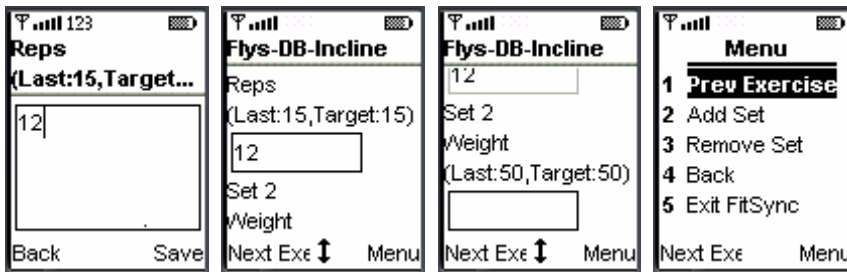 123
Reps
(Last:15,Target...
12
Back Save
Flys-DB-Incline
Reps
(Last:15,Target:15)
12
Set 2
Weight
Next Exe Menu
Flys-DB-Incline
12
Set 2
Weight
(Last:50,Target:50)
Next Exe Menu
Menu
1 Prev Exercise
2 Add Set
3 Remove Set
4 Back
5 Exit FitSync
Next Exe Menu